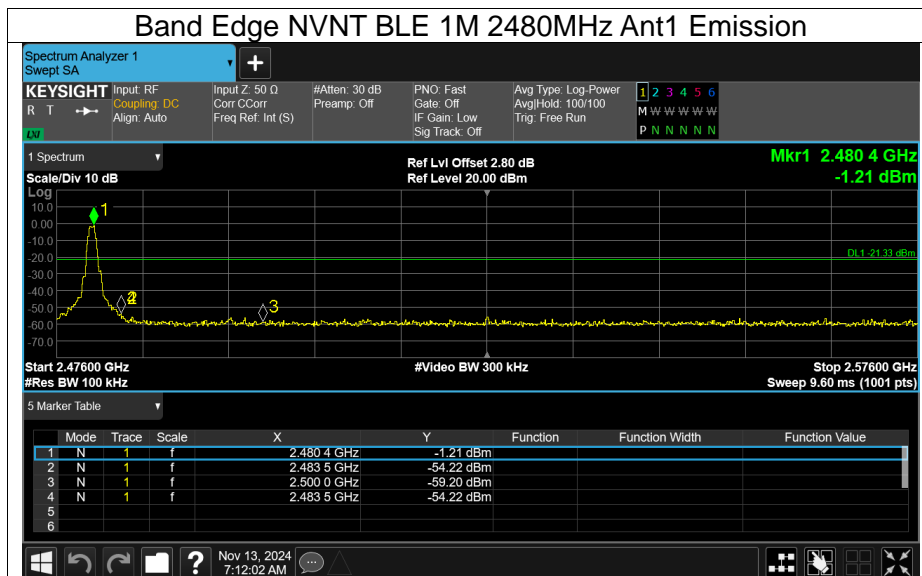 Band Edge NVNT BLE 1M 2480MHz Ant1 Emission
Spectrum Analyzer 1
Swept SA
+
KEYSIGHT Input: RF Input Z: 50 Ω #Atten: 30 dB PNO: Fast Avg Type: Log-Power 1 2 3 4 5 6
R T Coupling: DC Corr CCorr Preamp: Off Gate: Off Avg|Hold: 100/100 M W W W W W
Align: Auto Freq Ref: Int (S) IF Gain: Low Trig: Free Run
LXI Sig Track: Off P N N N N N
1 Spectrum Ref Lvl Offset 2.80 dB Mkr1 2.480 4 GHz
Scale/Div 10 dB Ref Level 20.00 dBm -1.21 dBm
Log
10.0 1
0.00
-10.0
-20.0 DL1 -21.33 dBm
-30.0
-40.0
-50.0 2 4 3
-60.0
-70.0
Start 2.47600 GHz #Video BW 300 kHz Stop 2.57600 GHz
#Res BW 100 kHz Sweep 9.60 ms (1001 pts)
5 Marker Table
Mode Trace Scale X Y Function Function Width Function Value
1 N 1 f 2.480 4 GHz -1.21 dBm
2 N 1 f 2.483 5 GHz -54.22 dBm
3 N 1 f 2.500 0 GHz -59.20 dBm
4 N 1 f 2.483 5 GHz -54.22 dBm
5
6
? Nov 13, 2024
7:12:02 AM